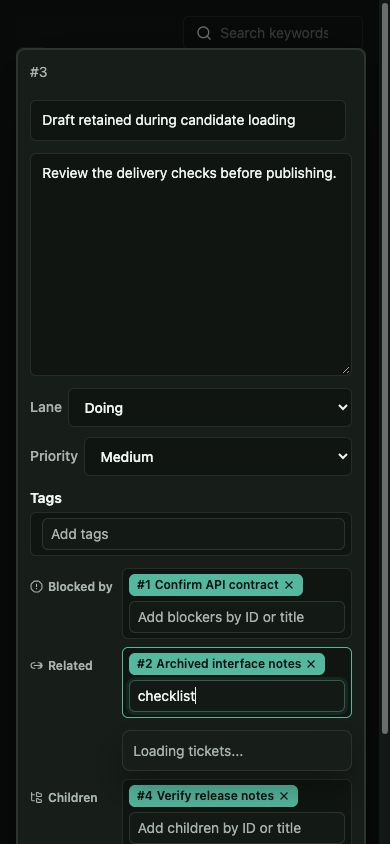 Search keywords
#3
Draft retained during candidate loading
Review the delivery checks before publishing.
Lane
Doing
Priority
Medium
Tags
Add tags
Blocked by
#1 Confirm API contract ×
Add blockers by ID or title
Related
#2 Archived interface notes ×
checklist
Loading tickets...
Children
#4 Verify release notes ×
Add children by ID or title